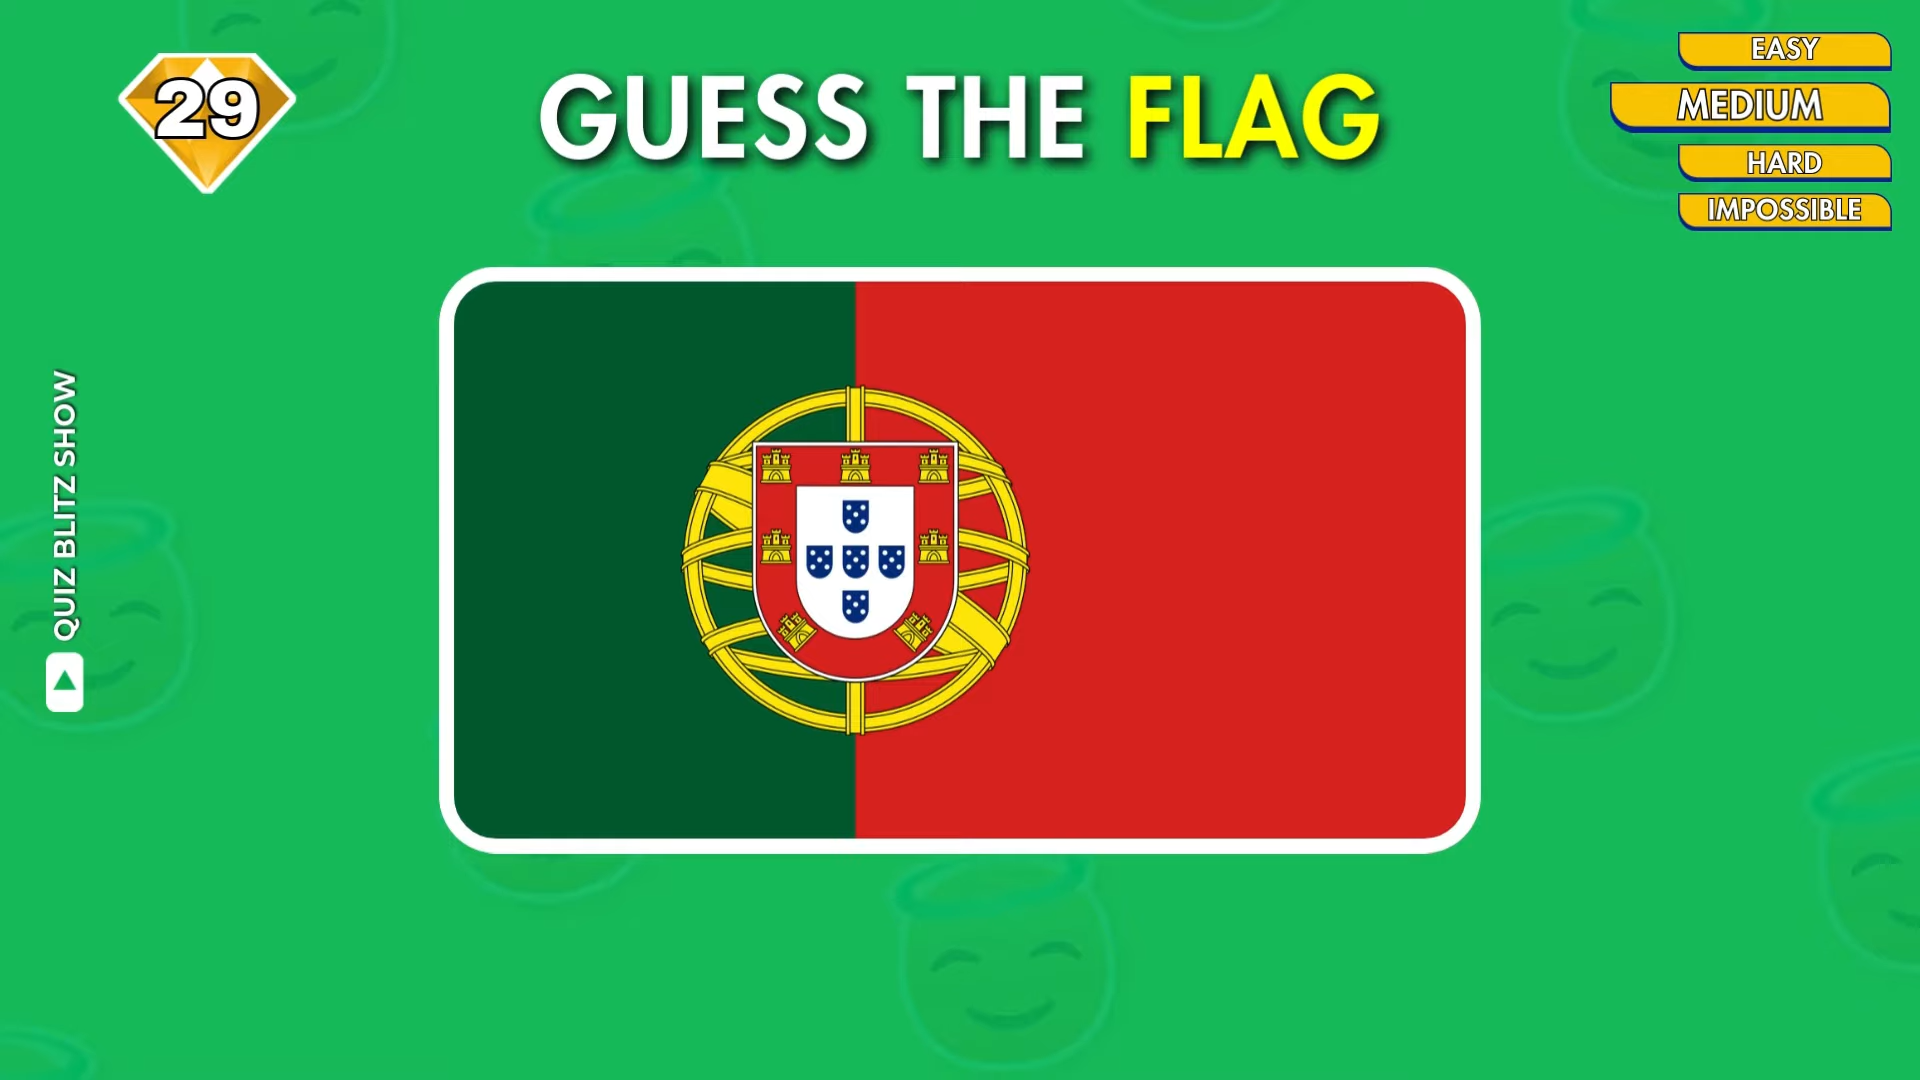 29
GUESS THE FLAG
EASY
MEDIUM
HARD
IMPOSSIBLE
QUIZ BLITZ SHOW